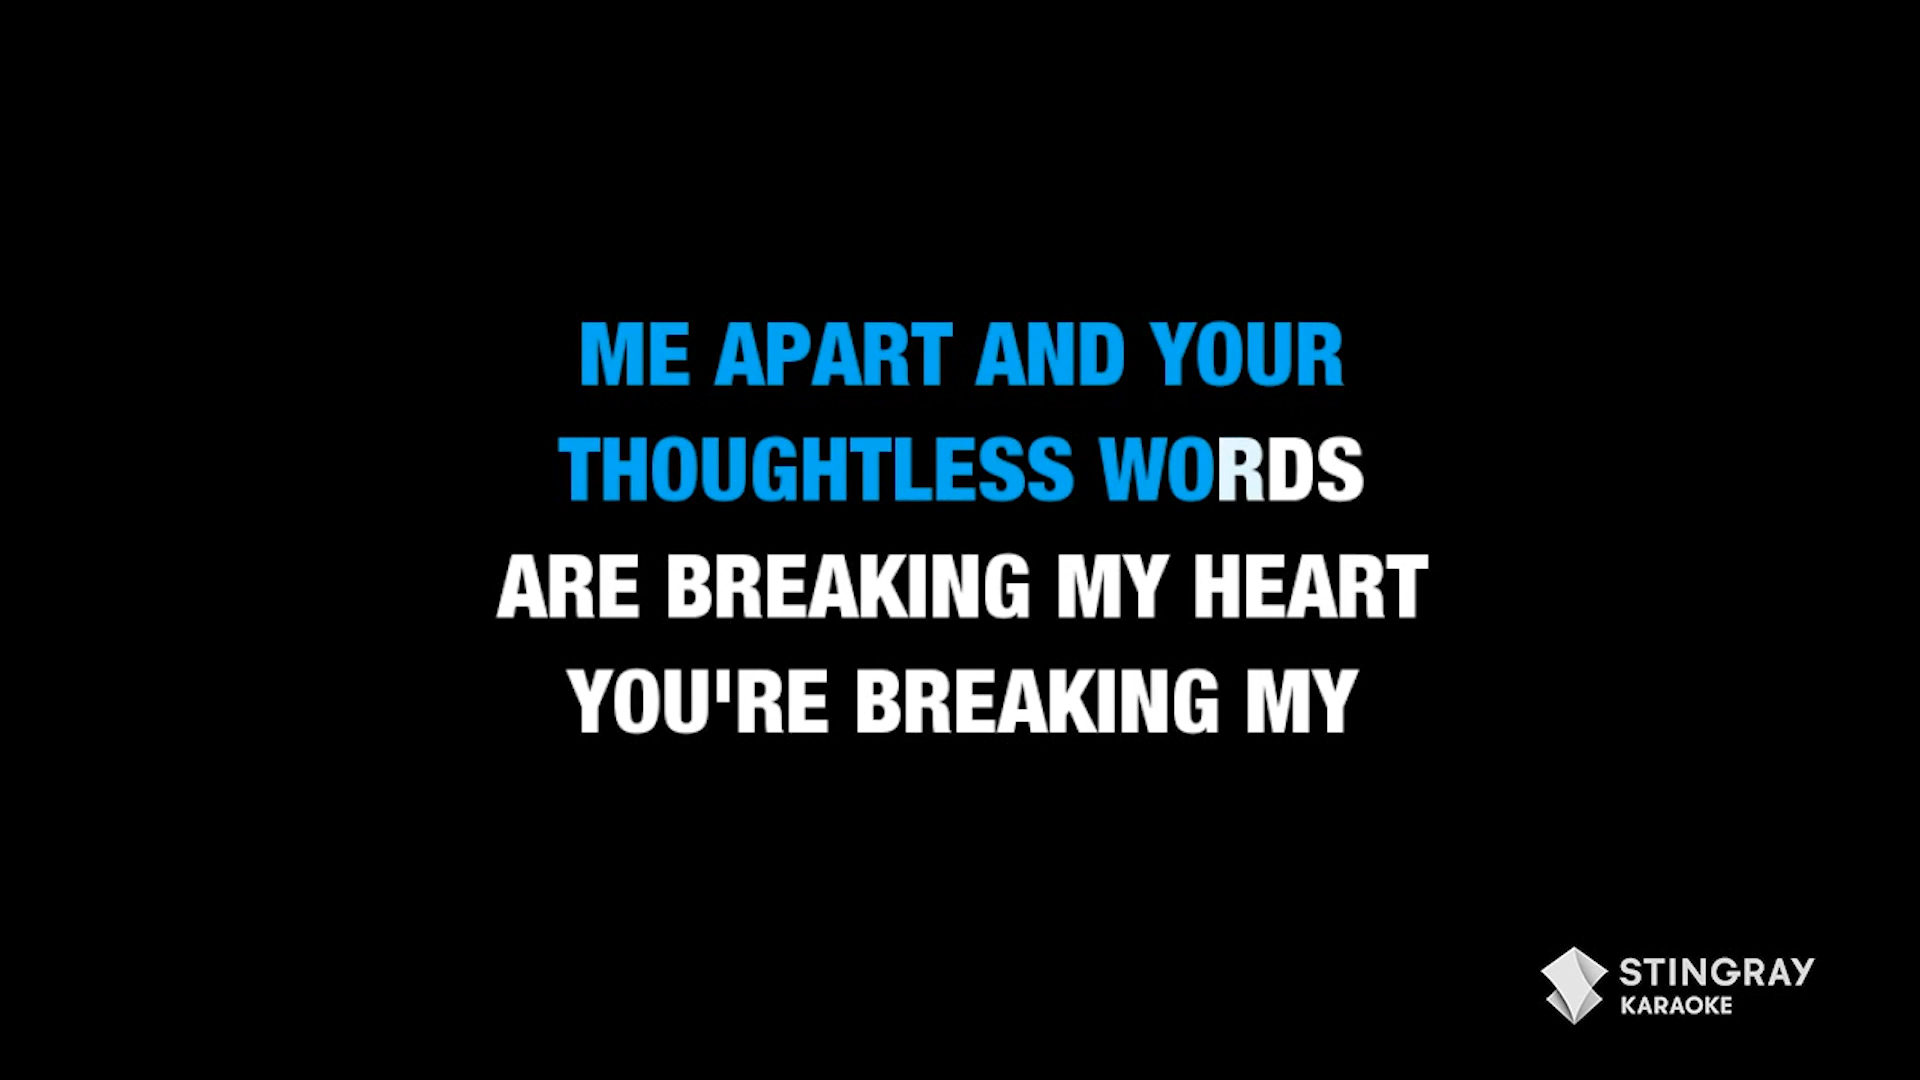 ME APART AND YOUR
THOUGHTLESS WORDS
ARE BREAKING MY HEART
YOU'RE BREAKING MY
STINGRAY
KARAOKE